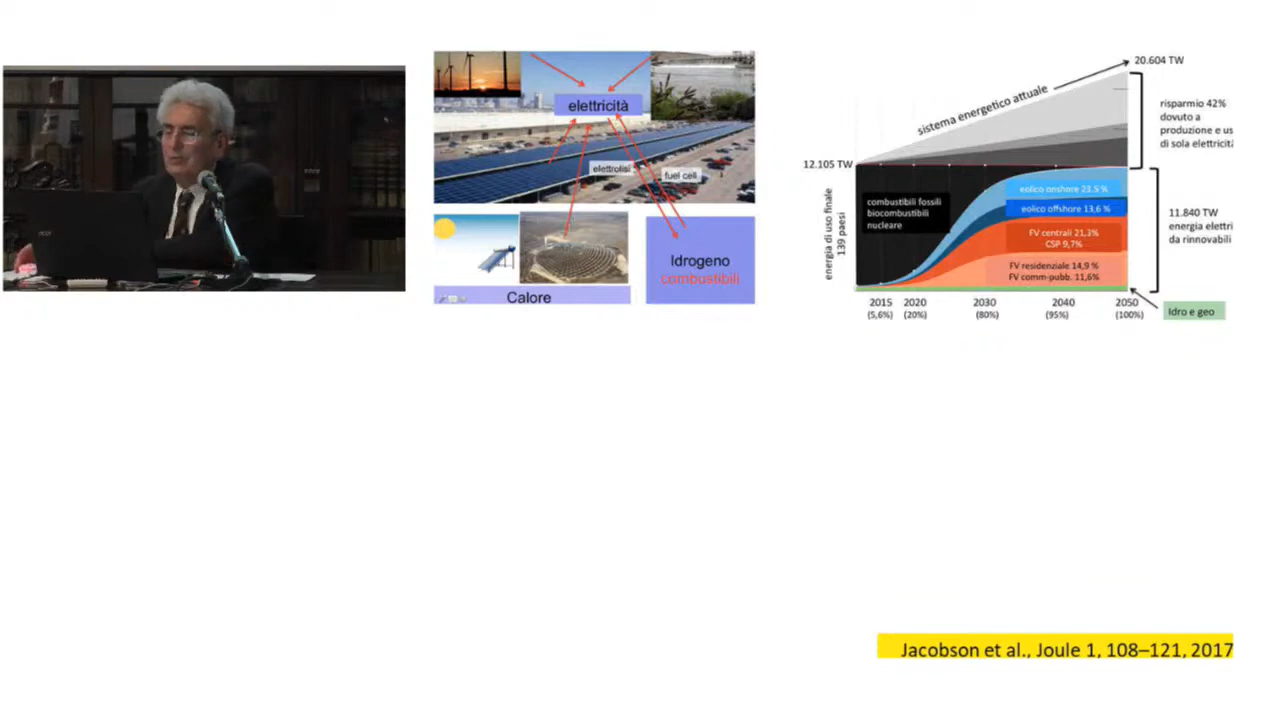 elettricità
elettrolisi
fuel cell
Idrogeno
combustibili
Calore
20.604 TW
sistema energetico attuale
risparmio 42%
dovuto a
produzione e us
di sola elettricit
12.105 TW
energia di uso finale
139 paesi
combustibili fossili
biocombustibili
nucleare
eolico onshore 23.5 %
eolico offshore 13,6 %
FV centrali 21,3%
CSP 9,7%
FV residenziale 14,9 %
FV comm-pubb. 11,6%
11.840 TW
energia elettri
da rinnovabili
2015 2020 2030 2040 2050
(5,6%) (20%) (80%) (95%) (100%)
Idro e geo
Jacobson et al., Joule 1, 108–121, 2017